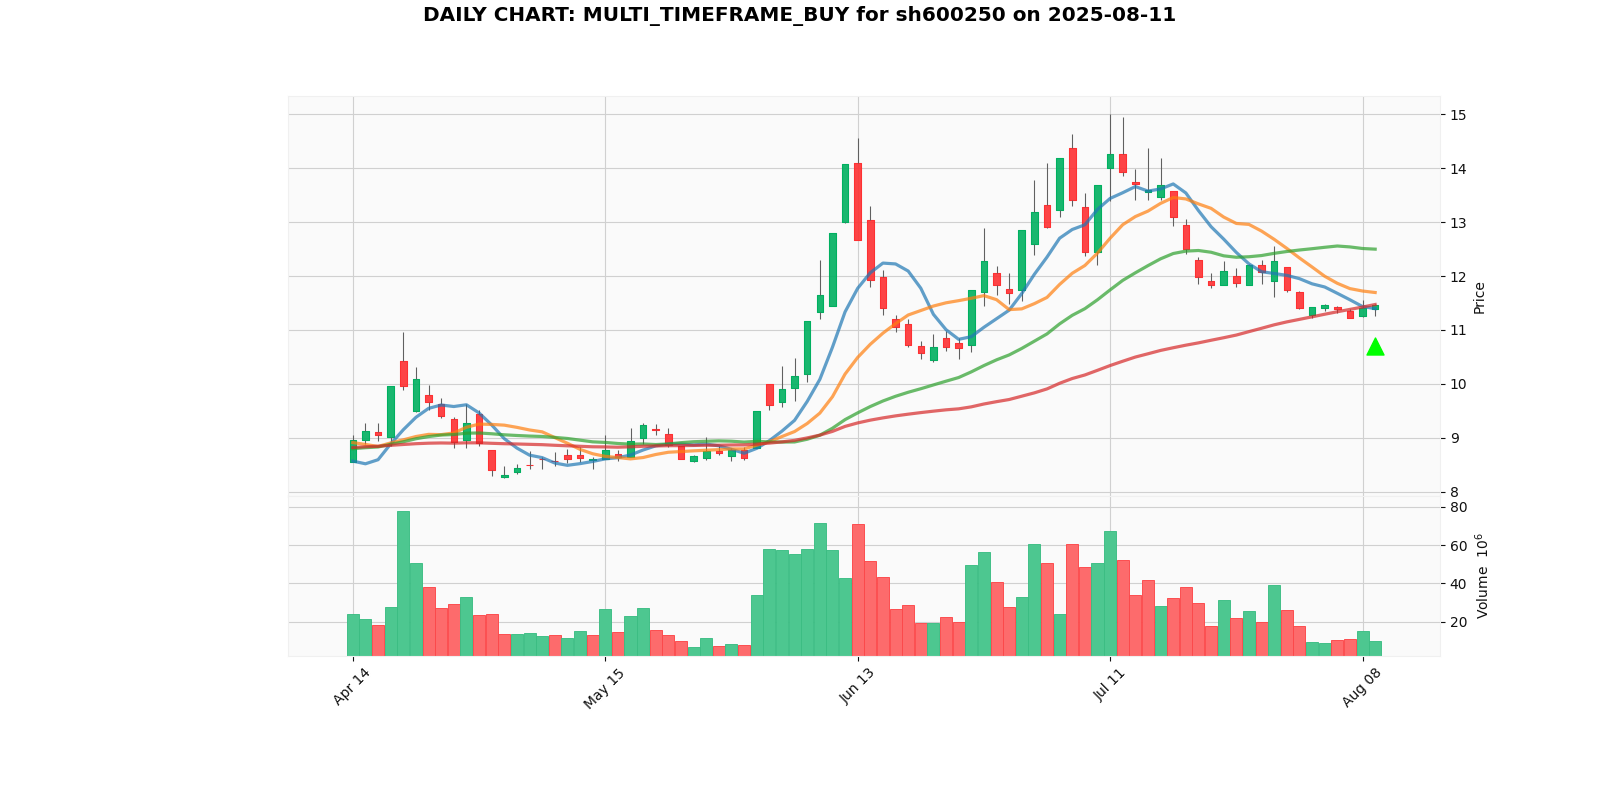 DAILY CHART: MULTI_TIMEFRAME_BUY for sh600250 on 2025-08-11
15
14
13
12
11
10
9
8
Price
80
60
40
20
Volume 10^6
Apr 14
May 15
Jun 13
Jul 11
Aug 08